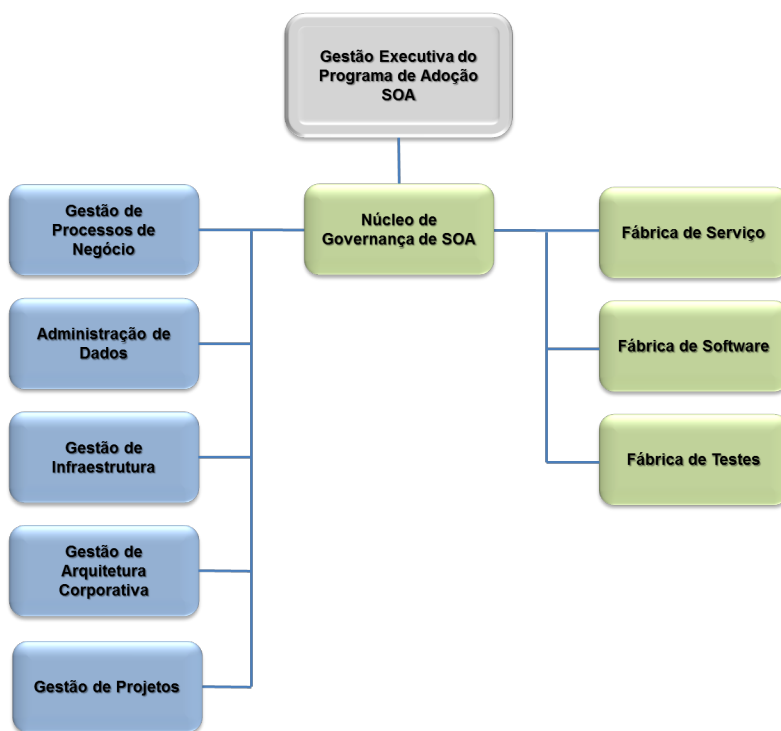 Gestão Executiva do
Programa de Adoção
SOA
Gestão de
Processos de
Negócio
Núcleo de
Governança de SOA
Fábrica de Serviço
Administração de
Dados
Fábrica de Software
Gestão de
Infraestrutura
Fábrica de Testes
Gestão de
Arquitetura
Corporativa
Gestão de Projetos